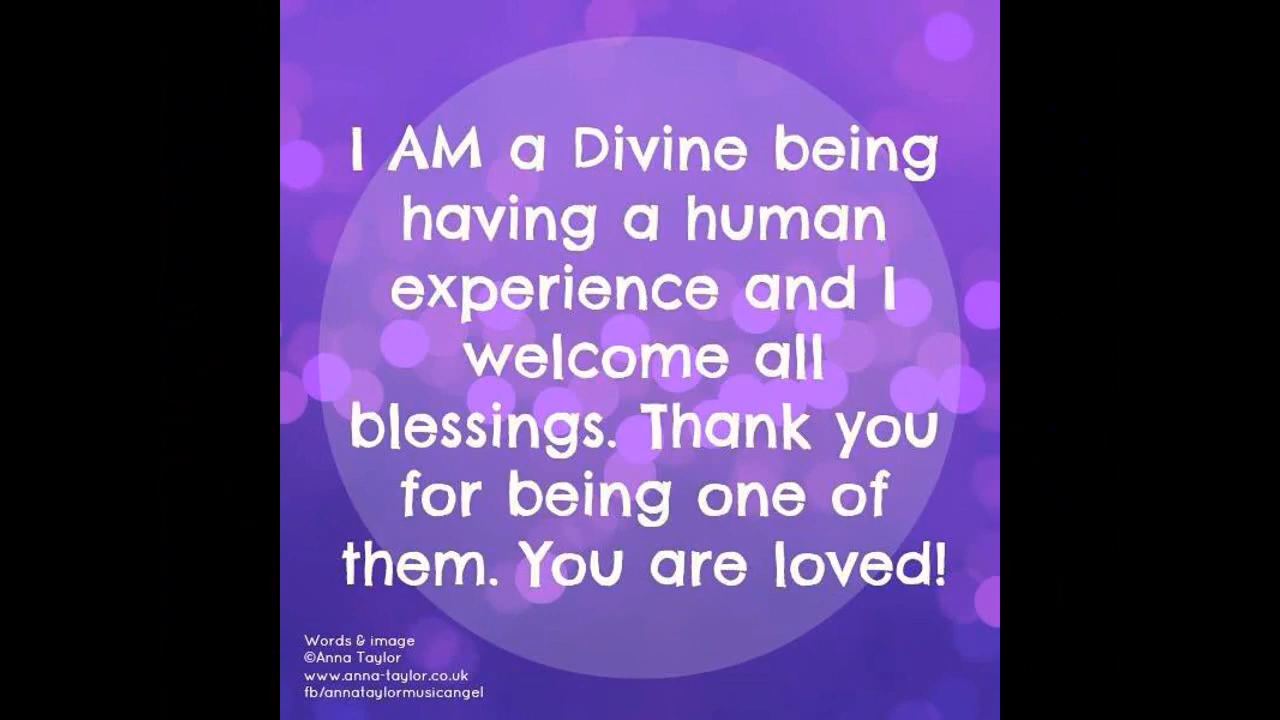 I AM a Divine being
having a human
experience and I
welcome all
blessings. Thank you
for being one of
them. You are loved!
Words & image
©Anna Taylor
www.anna-taylor.co.uk
fb/annataylormusicangel